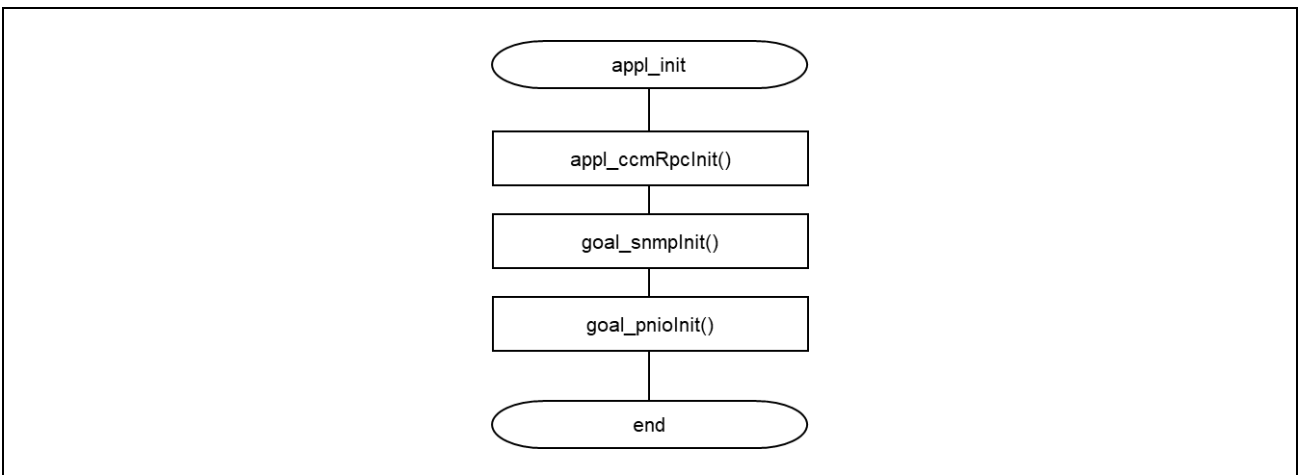 appl_init
appl_ccmRpcInit()
goal_snmpInit()
goal_pnioInit()
end